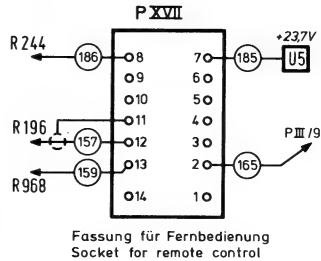 P XVII
R244 186 8 7 185 +23,7V U5
9 6
10 5
11 4
R196 157 12 3 P III/9
R968 159 13 2 165
14 1
Fassung für Fernbedienung
Socket for remote control